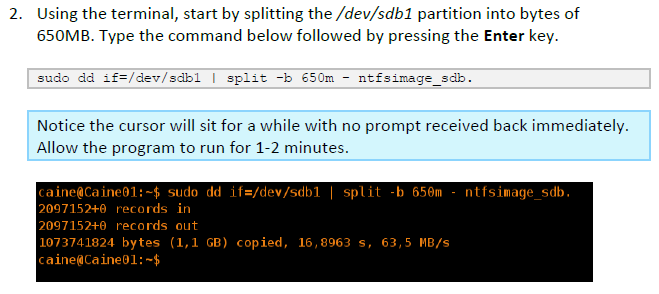 2. Using the terminal, start by splitting the /dev/sdb1 partition into bytes of
650MB. Type the command below followed by pressing the Enter key.
sudo dd if=/dev/sdb1 | split -b 650m - ntfsimage_sdb.
Notice the cursor will sit for a while with no prompt received back immediately.
Allow the program to run for 1-2 minutes.
caine@Caine01:~$ sudo dd if=/dev/sdb1 | split -b 650m - ntfsimage_sdb.
2097152+0 records in
2097152+0 records out
1073741824 bytes (1,1 GB) copied, 16,8963 s, 63,5 MB/s
caine@Caine01:~$